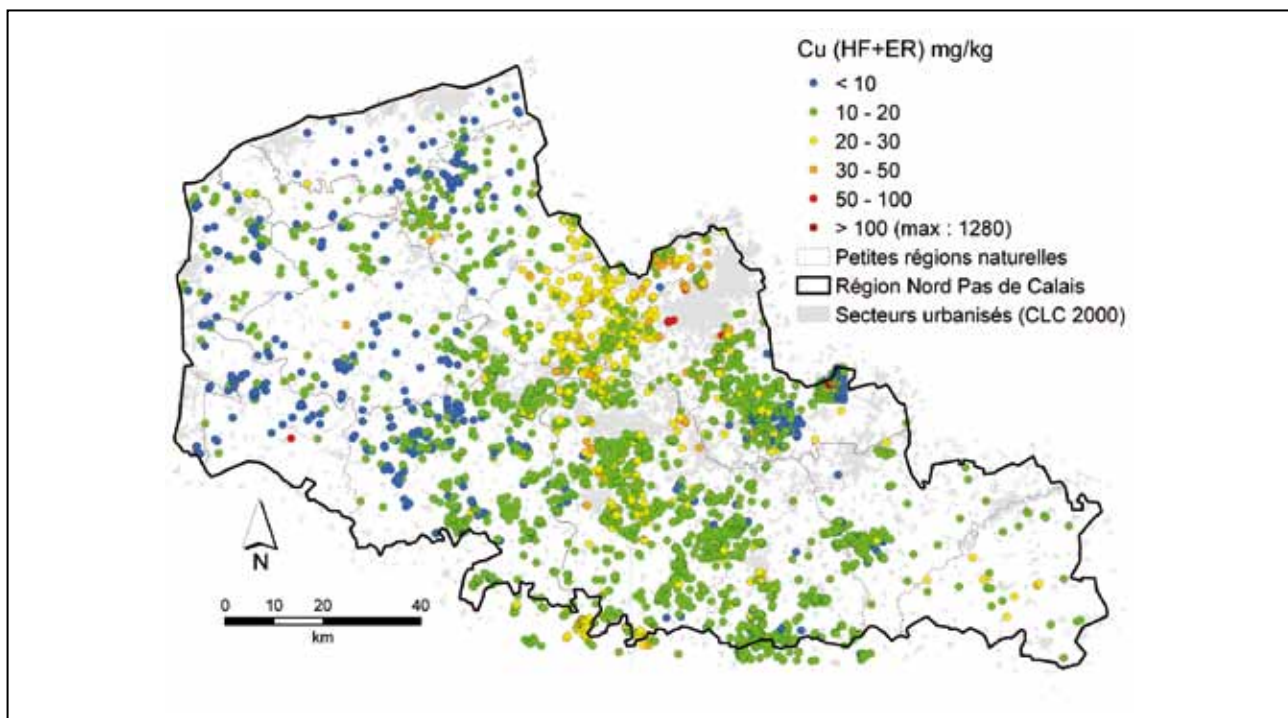 Cu (HF+ER) mg/kg
< 10
10 - 20
20 - 30
30 - 50
50 - 100
> 100 (max : 1280)
Petites régions naturelles
Région Nord Pas de Calais
Secteurs urbanisés (CLC 2000)
N
0 10 20 40
km